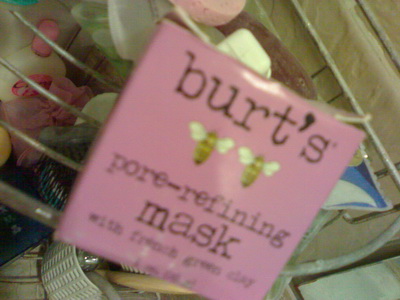 burt's
pore-refining
mask
with french green clay